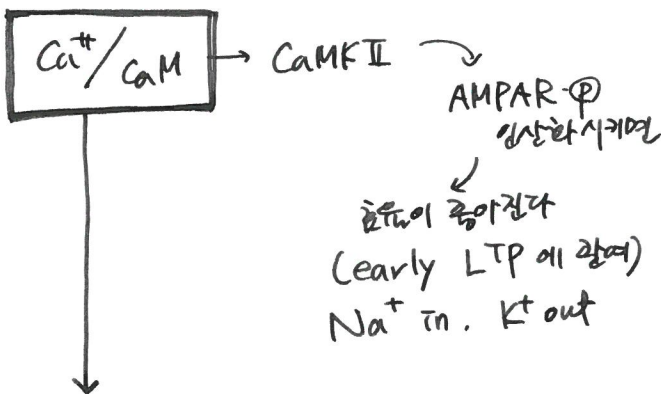 Ca⁺⁺/CaM → CaMKⅡ
AMPAR-Ⓟ
인산화시키면
효율이 좋아진다
(early LTP에 관여)
Na⁺ in. K⁺ out